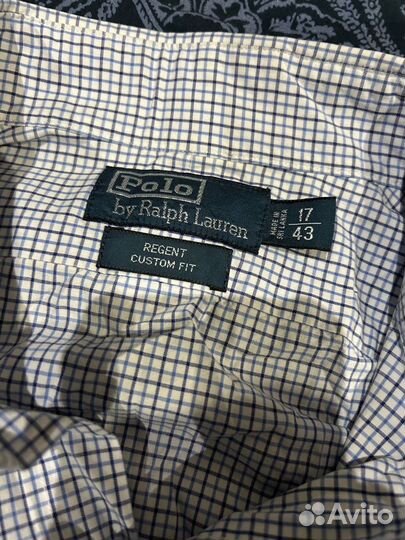 Polo
by Ralph Lauren
MADE IN
SRI LANKA
17
43
REGENT
CUSTOM FIT
Avito